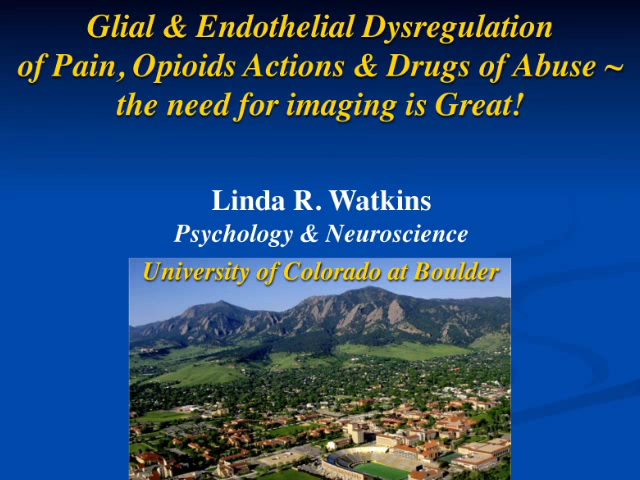 Glial & Endothelial Dysregulation
of Pain, Opioids Actions & Drugs of Abuse ~
the need for imaging is Great!
Linda R. Watkins
Psychology & Neuroscience
University of Colorado at Boulder